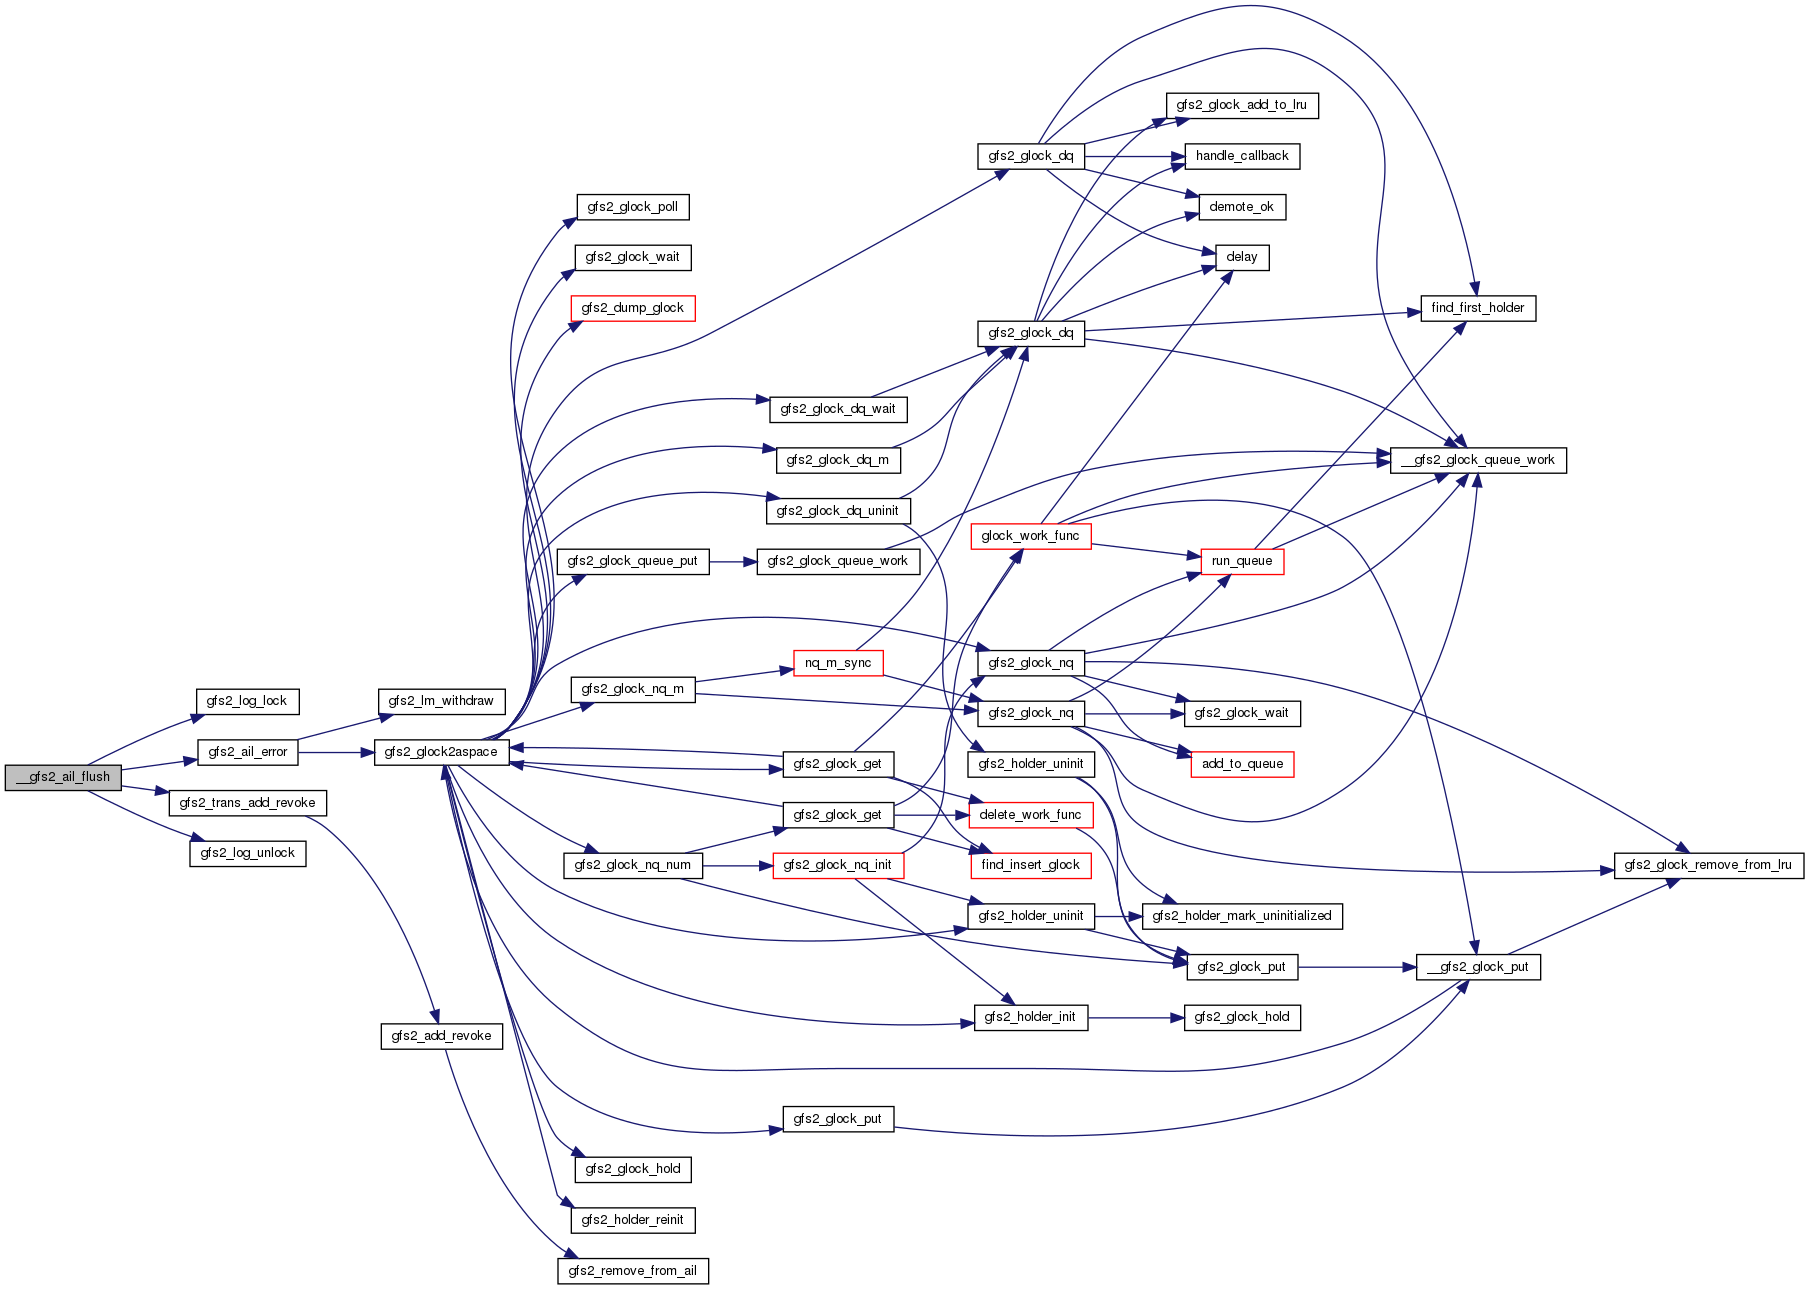 __gfs2_ail_flush
gfs2_log_lock
gfs2_ail_error
gfs2_trans_add_revoke
gfs2_log_unlock
gfs2_lm_withdraw
gfs2_glock2aspace
gfs2_add_revoke
gfs2_glock_poll
gfs2_glock_wait
gfs2_dump_glock
gfs2_glock_queue_put
gfs2_glock_nq_m
gfs2_glock_nq_num
gfs2_glock_hold
gfs2_holder_reinit
gfs2_remove_from_ail
gfs2_glock_dq_wait
gfs2_glock_dq_m
gfs2_glock_dq_uninit
gfs2_glock_queue_work
nq_m_sync
gfs2_glock_get
gfs2_glock_get
gfs2_glock_nq_init
gfs2_glock_put
gfs2_glock_dq
gfs2_glock_dq
glock_work_func
gfs2_glock_nq
gfs2_glock_nq
gfs2_holder_uninit
delete_work_func
find_insert_glock
gfs2_holder_uninit
gfs2_holder_init
gfs2_glock_add_to_lru
handle_callback
demote_ok
delay
run_queue
gfs2_glock_wait
add_to_queue
gfs2_holder_mark_uninitialized
gfs2_glock_put
gfs2_glock_hold
find_first_holder
__gfs2_glock_queue_work
__gfs2_glock_put
gfs2_glock_remove_from_lru